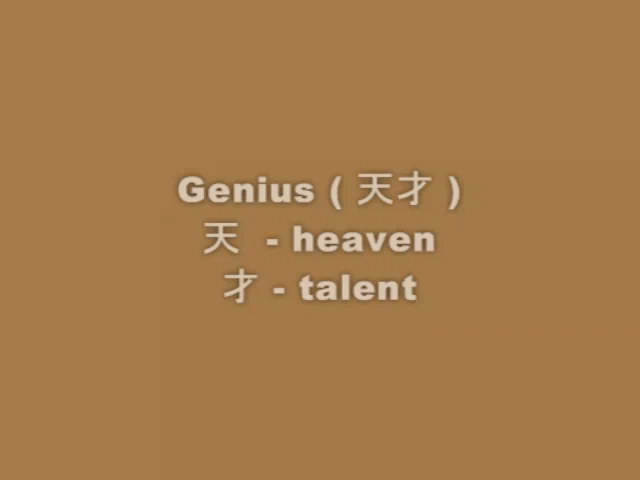 Genius ( 天才 )
天 - heaven
才 - talent